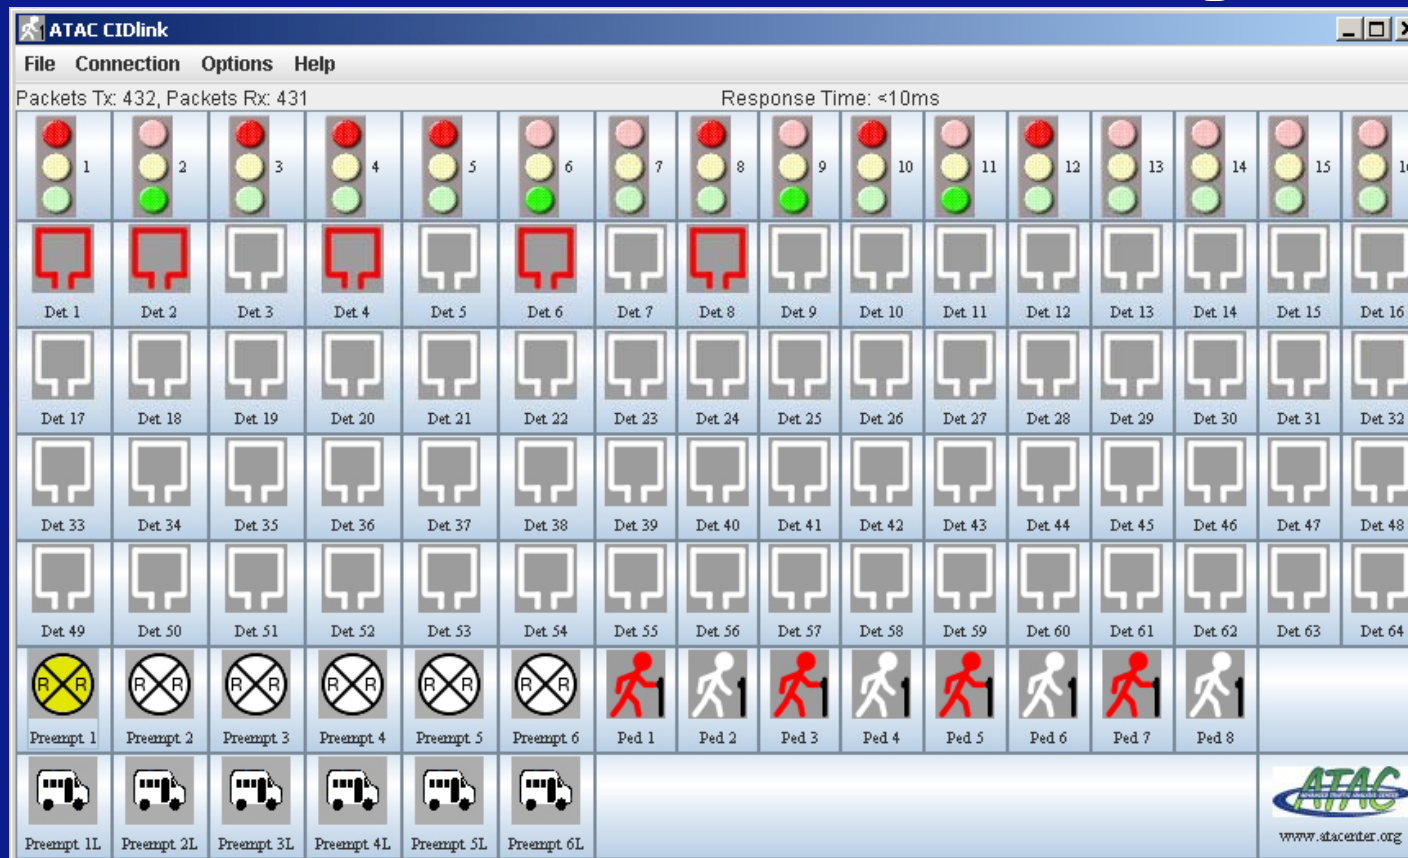 ATAC CIDlink
File Connection Options Help
Packets Tx: 432, Packets Rx: 431 Response Time: <10ms
1 2 3 4 5 6 7 8 9 10 11 12 13 14 15
Det 1 Det 2 Det 3 Det 4 Det 5 Det 6 Det 7 Det 8 Det 9 Det 10 Det 11 Det 12 Det 13 Det 14 Det 15 Det 16
Det 17 Det 18 Det 19 Det 20 Det 21 Det 22 Det 23 Det 24 Det 25 Det 26 Det 27 Det 28 Det 29 Det 30 Det 31 Det 32
Det 33 Det 34 Det 35 Det 36 Det 37 Det 38 Det 39 Det 40 Det 41 Det 42 Det 43 Det 44 Det 45 Det 46 Det 47 Det 48
Det 49 Det 50 Det 51 Det 52 Det 53 Det 54 Det 55 Det 56 Det 57 Det 58 Det 59 Det 60 Det 61 Det 62 Det 63 Det 64
R R R R R R R R R R R R
Preempt 1 Preempt 2 Preempt 3 Preempt 4 Preempt 5 Preempt 6 Ped 1 Ped 2 Ped 3 Ped 4 Ped 5 Ped 6 Ped 7 Ped 8
ATAC
ADVANCED TRAFFIC ANALYSIS CENTER
Preempt 1L Preempt 2L Preempt 3L Preempt 4L Preempt 5L Preempt 6L www.atacenter.org